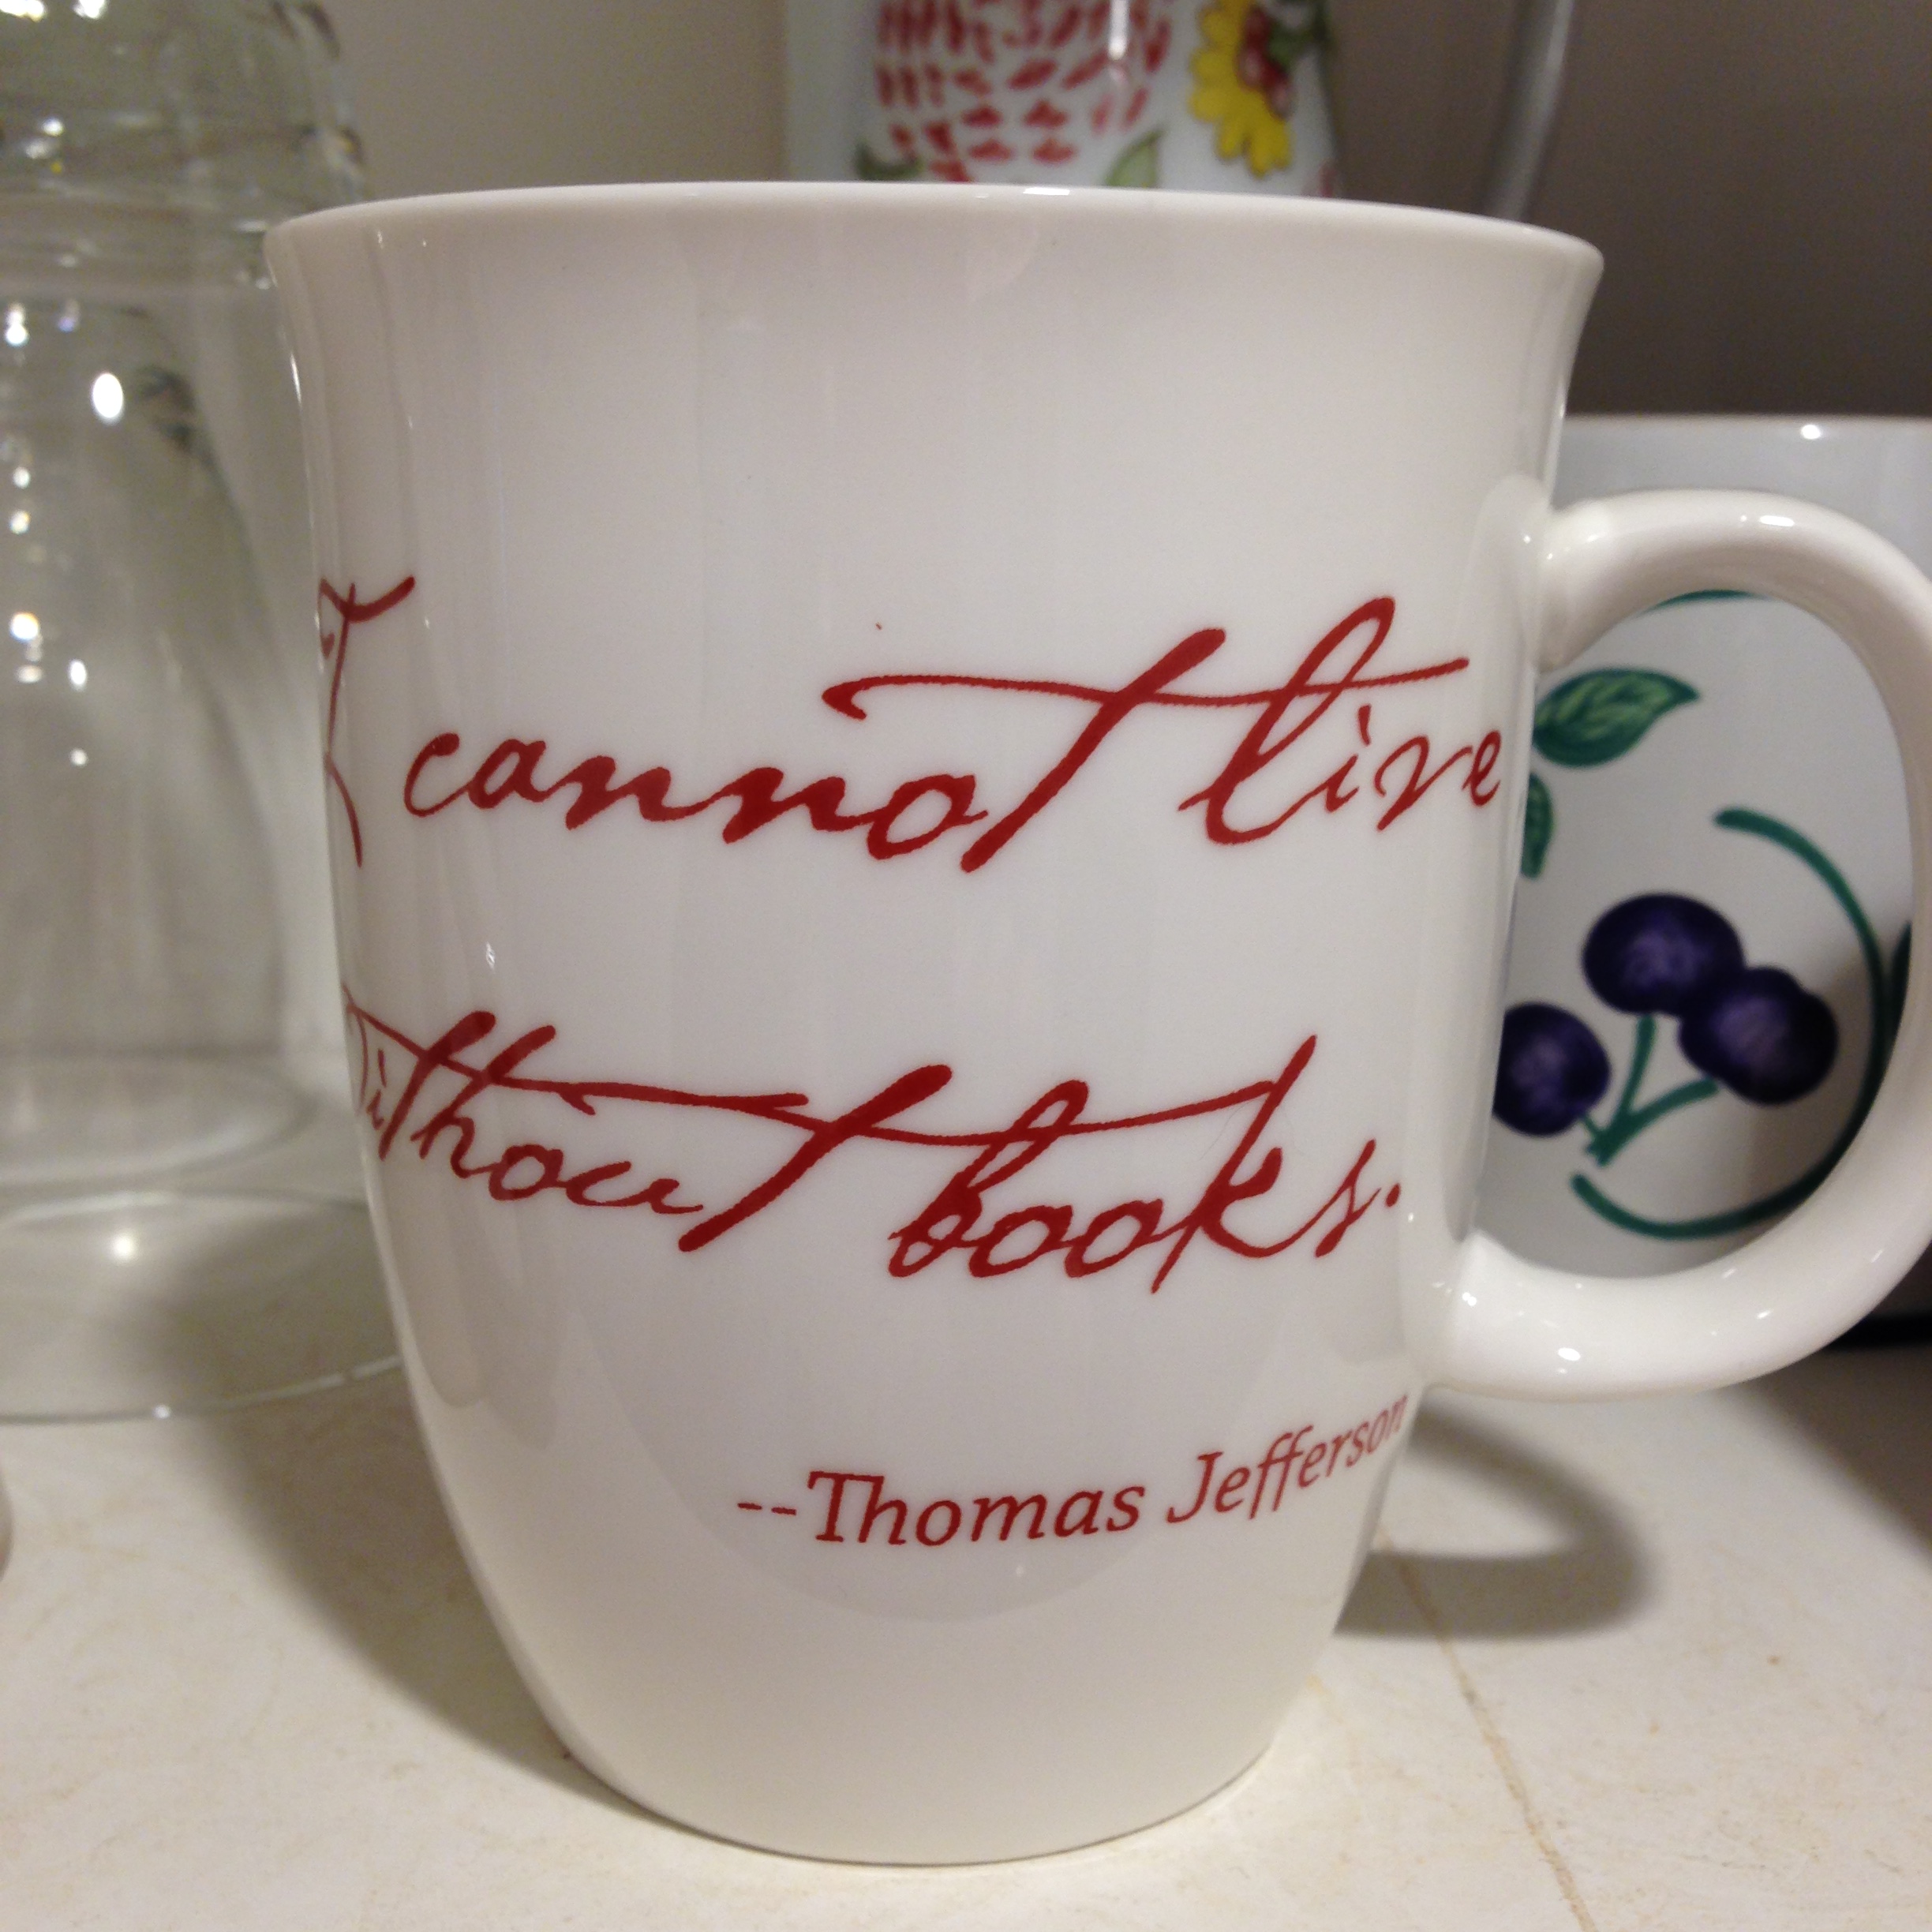 I cannot live
without books.
--Thomas Jefferson